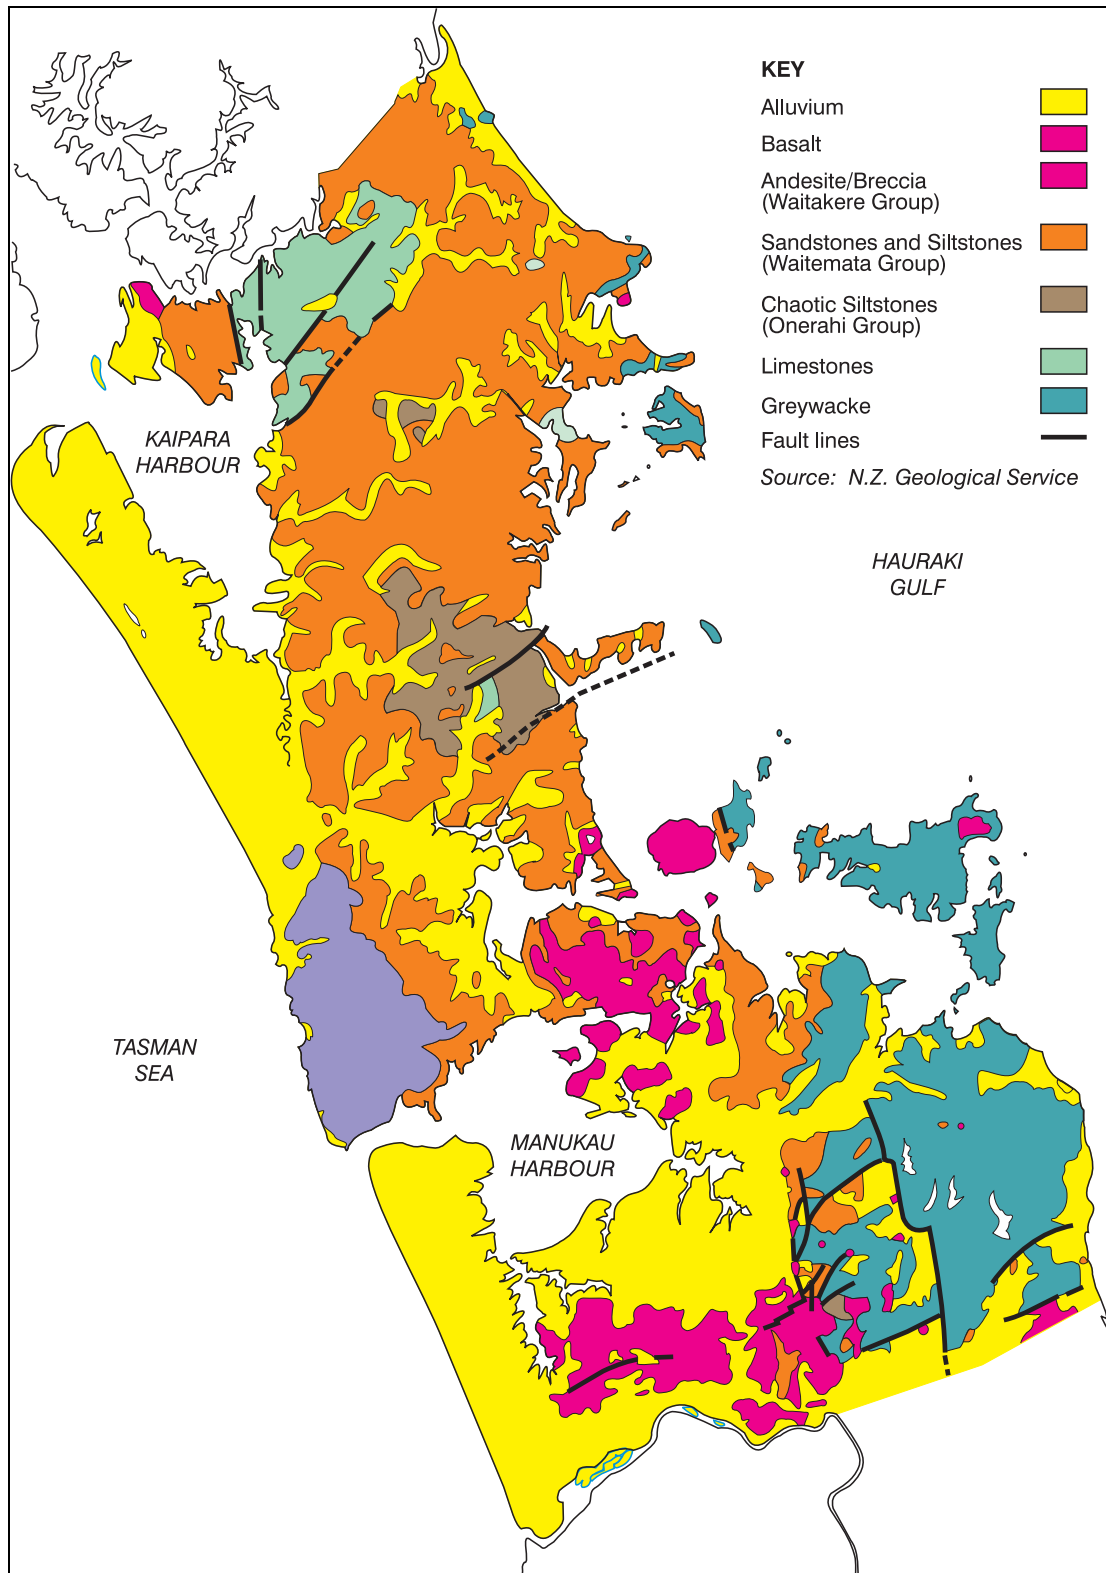 KEY
Alluvium
Basalt
Andesite/Breccia
(Waitakere Group)
Sandstones and Siltstones
(Waitemata Group)
Chaotic Siltstones
(Onerahi Group)
Limestones
Greywacke
Fault lines
Source: N.Z. Geological Service
KAIPARA
HARBOUR
HAURAKI
GULF
TASMAN
SEA
MANUKAU
HARBOUR